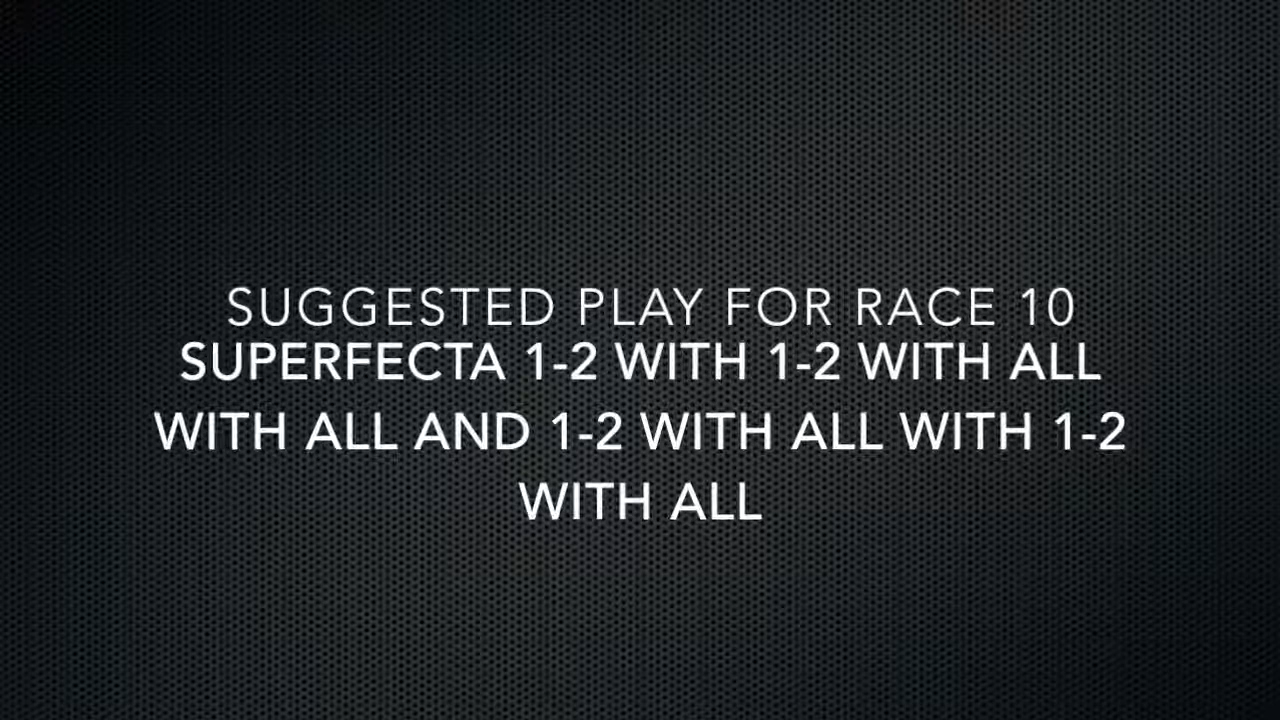 SUGGESTED PLAY FOR RACE 10
SUPERFECTA 1-2 WITH 1-2 WITH ALL
WITH ALL AND 1-2 WITH ALL WITH 1-2
WITH ALL